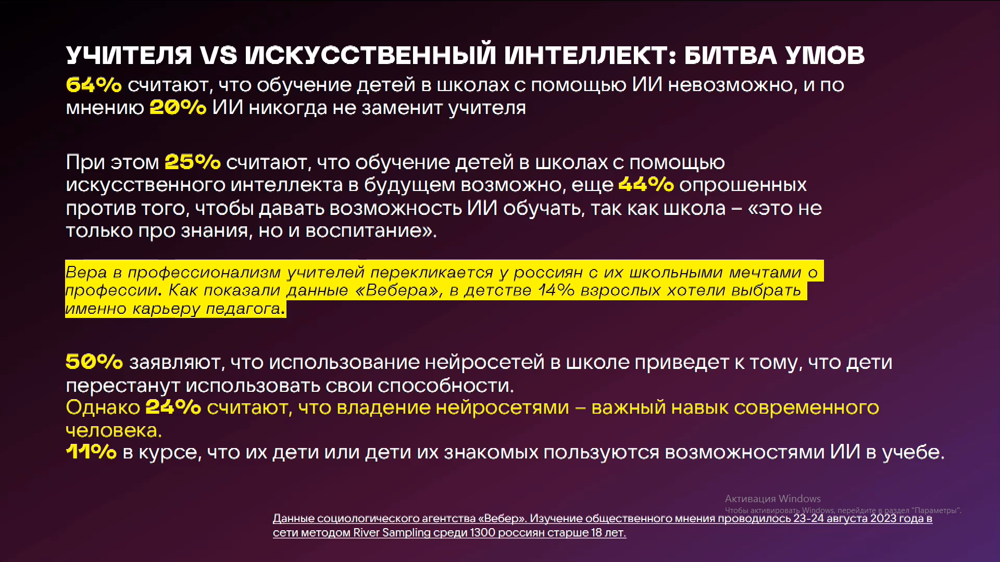 УЧИТЕЛЯ VS ИСКУССТВЕННЫЙ ИНТЕЛЛЕКТ: БИТВА УМОВ
64% считают, что обучение детей в школах с помощью ИИ невозможно, и по
мнению 20% ИИ никогда не заменит учителя
При этом 25% считают, что обучение детей в школах с помощью
искусственного интеллекта в будущем возможно, еще 44% опрошенных
против того, чтобы давать возможность ИИ обучать, так как школа – «это не
только про знания, но и воспитание».
Вера в профессионализм учителей перекликается у россиян с их школьными мечтами о
профессии. Как показали данные «Вебера», в детстве 14% взрослых хотели выбрать
именно карьеру педагога.
50% заявляют, что использование нейросетей в школе приведет к тому, что дети
перестанут использовать свои способности.
Однако 24% считают, что владение нейросетями – важный навык современного
человека.
11% в курсе, что их дети или дети их знакомых пользуются возможностями ИИ в учебе.
Активация Windows
Чтобы активировать Windows, перейдите в раздел "Параметры".
Данные социологического агентства «Вебер». Изучение общественного мнения проводилось 23-24 августа 2023 года в
сети методом River Sampling среди 1300 россиян старше 18 лет.